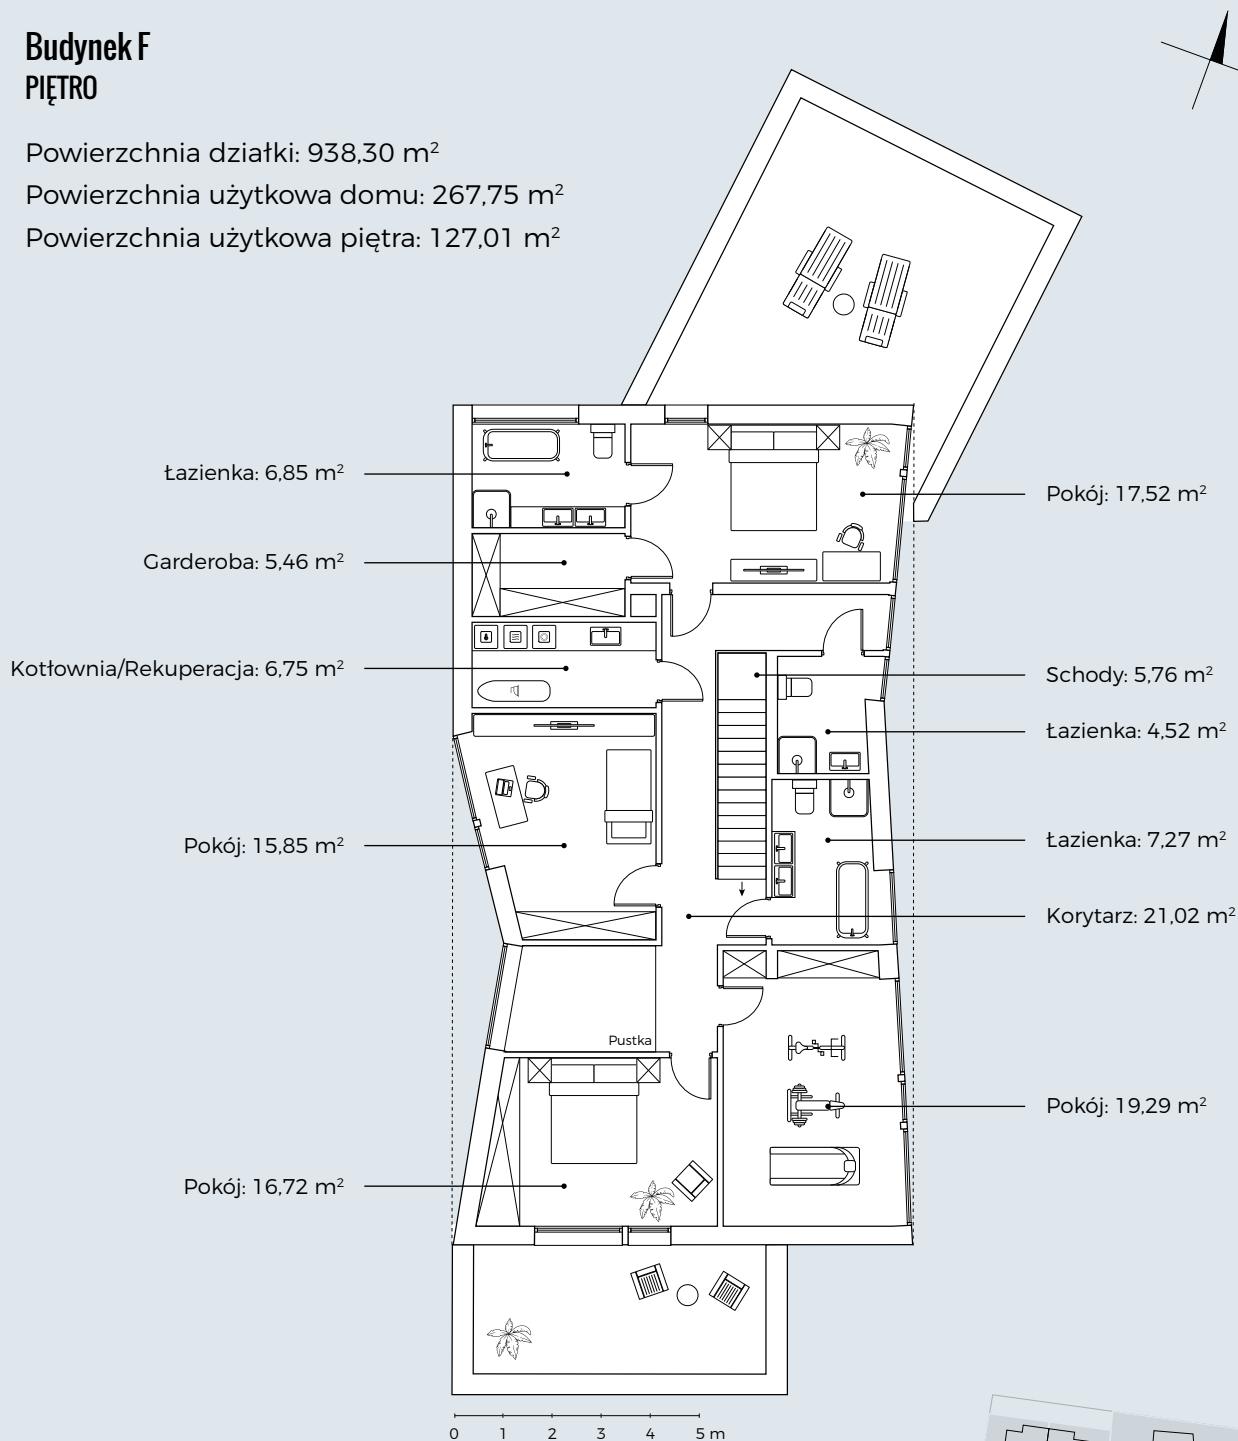 Budynek F
PIĘTRO
Powierzchnia działki: 938,30 m²
Powierzchnia użytkowa domu: 267,75 m²
Powierzchnia użytkowa piętra: 127,01 m²
Łazienka: 6,85 m²
Pokój: 17,52 m²
Garderoba: 5,46 m²
Kotłownia/Rekuperacja: 6,75 m²
Schody: 5,76 m²
Łazienka: 4,52 m²
Pokój: 15,85 m²
Łazienka: 7,27 m²
Korytarz: 21,02 m²
Pustka
Pokój: 19,29 m²
Pokój: 16,72 m²
0 1 2 3 4 5 m